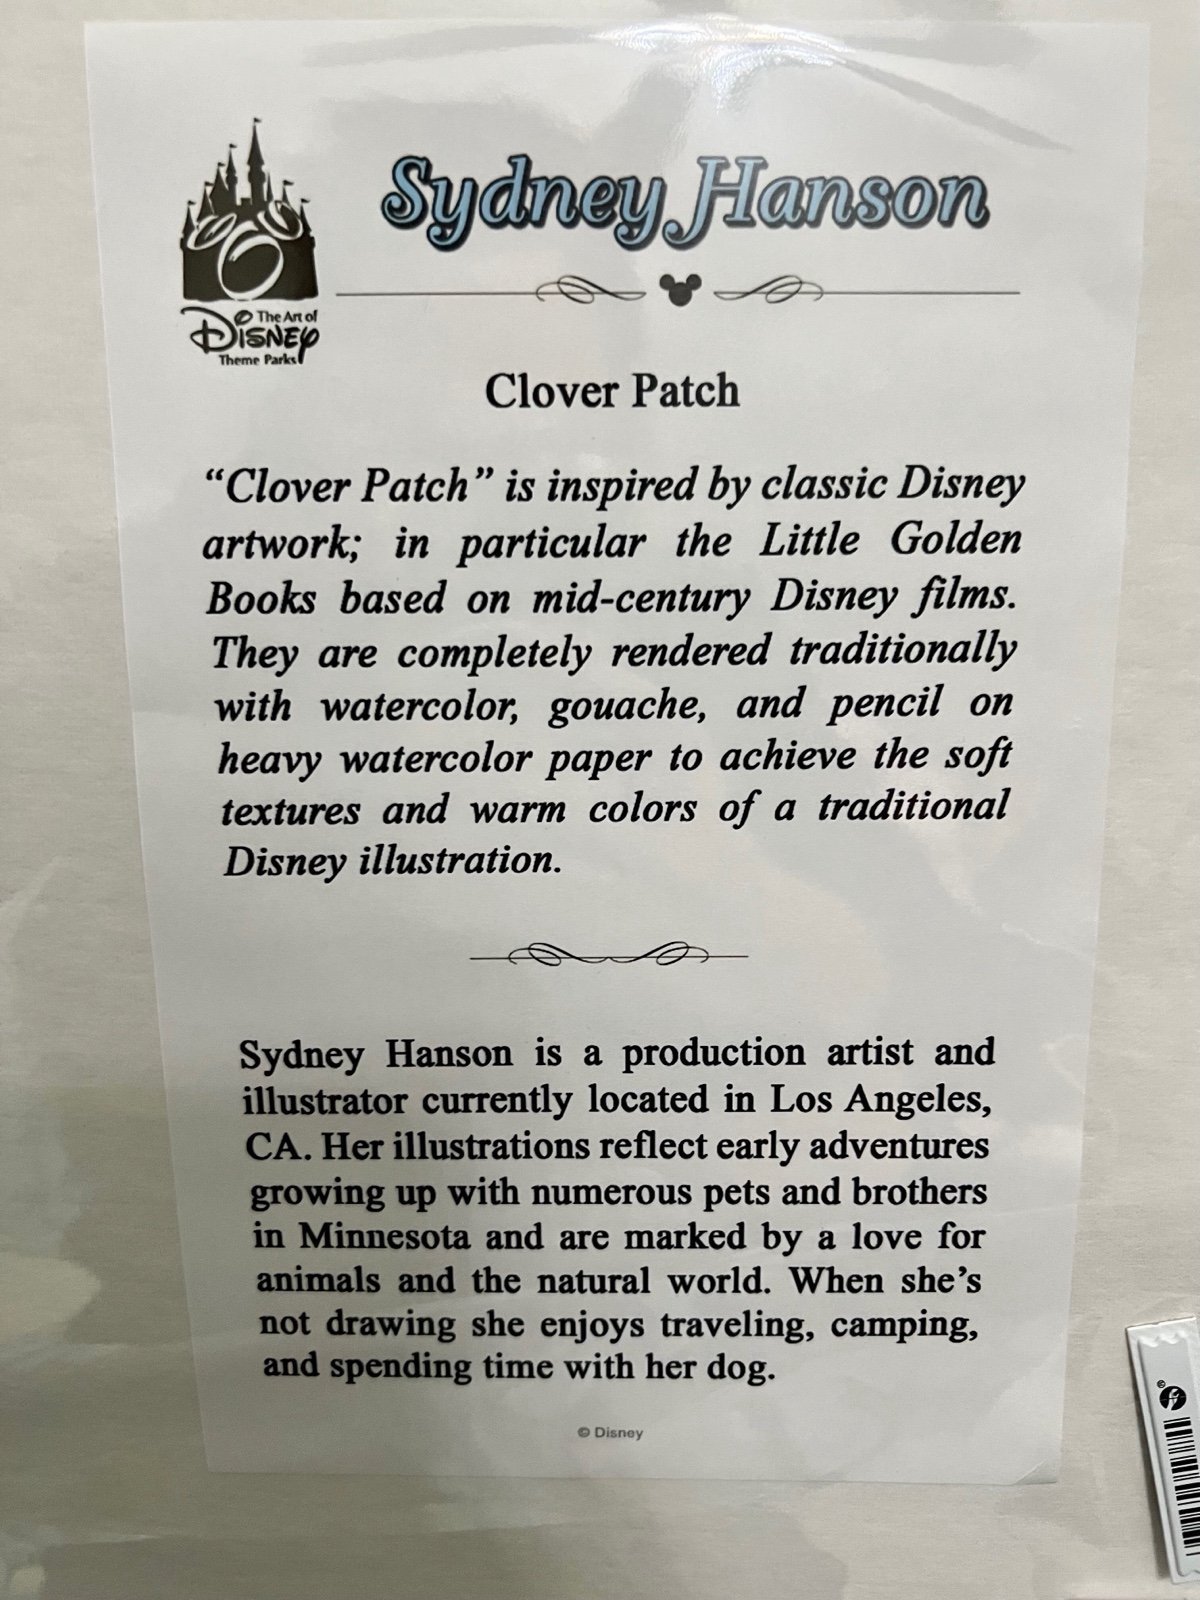 Sydney Hanson
The Art of
Disney
Theme Parks
Clover Patch
“Clover Patch” is inspired by classic Disney
artwork; in particular the Little Golden
Books based on mid-century Disney films.
They are completely rendered traditionally
with watercolor, gouache, and pencil on
heavy watercolor paper to achieve the soft
textures and warm colors of a traditional
Disney illustration.
Sydney Hanson is a production artist and
illustrator currently located in Los Angeles,
CA. Her illustrations reflect early adventures
growing up with numerous pets and brothers
in Minnesota and are marked by a love for
animals and the natural world. When she’s
not drawing she enjoys traveling, camping,
and spending time with her dog.
© Disney